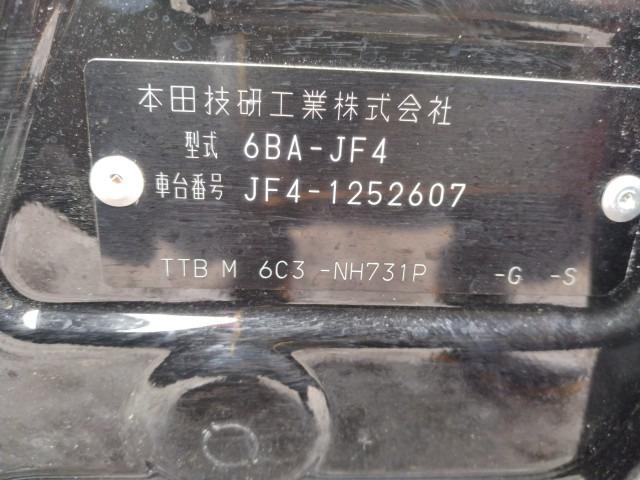 本田技研工業株式会社
型式 6BA-JF4
車台番号 JF4-1252607
TTB M 6C3 -NH731P -G -S